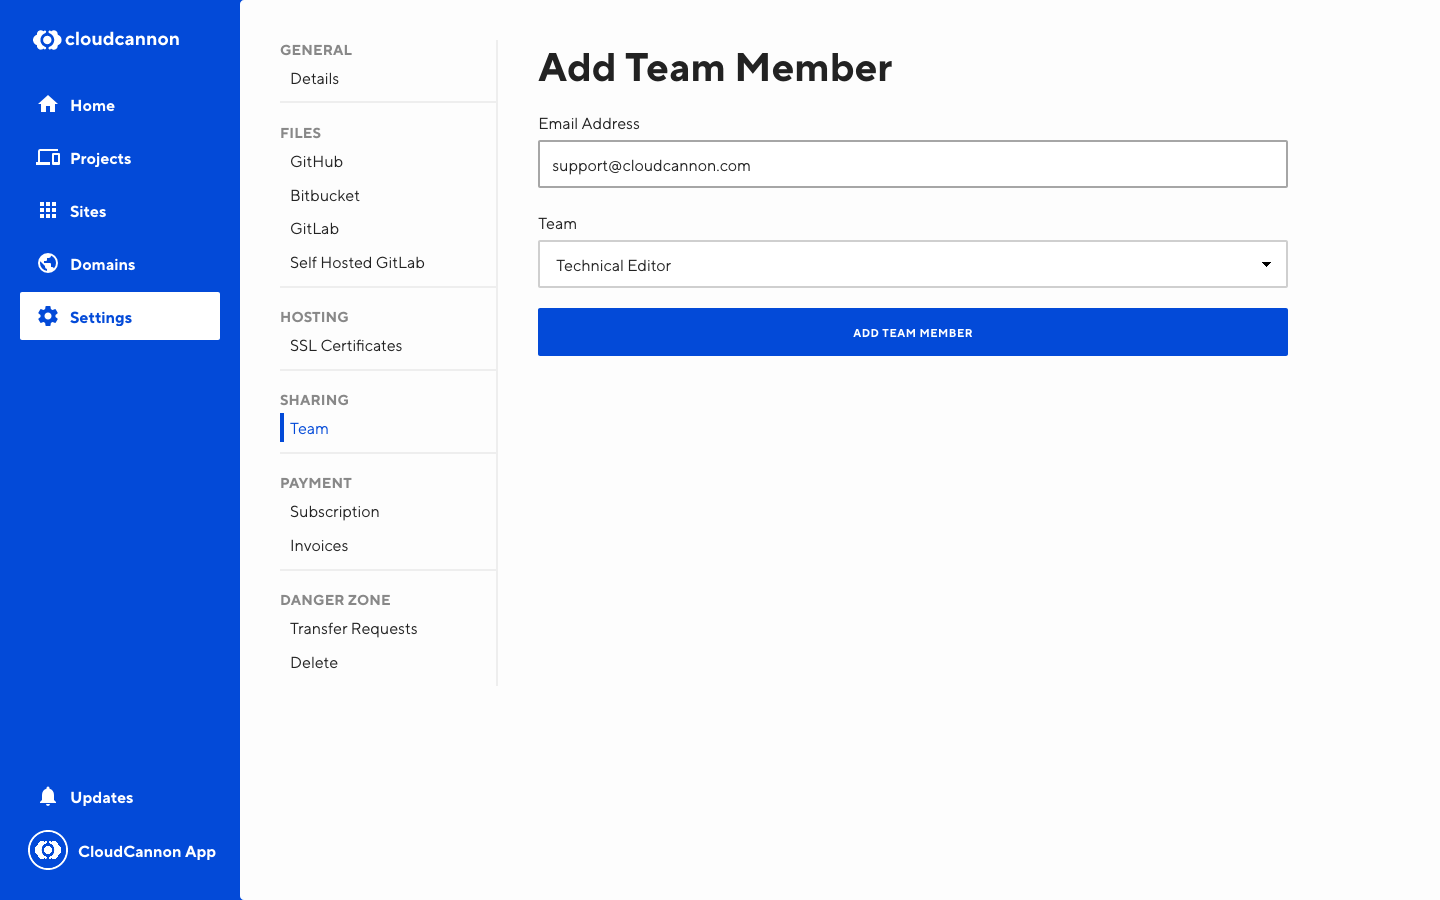 cloudcannon
Home
Projects
Sites
Domains
Settings
Updates
CloudCannon App
GENERAL
Details
FILES
GitHub
Bitbucket
GitLab
Self Hosted GitLab
HOSTING
SSL Certificates
SHARING
Team
PAYMENT
Subscription
Invoices
DANGER ZONE
Transfer Requests
Delete
Add Team Member
Email Address
support@cloudcannon.com
Team
Technical Editor
ADD TEAM MEMBER